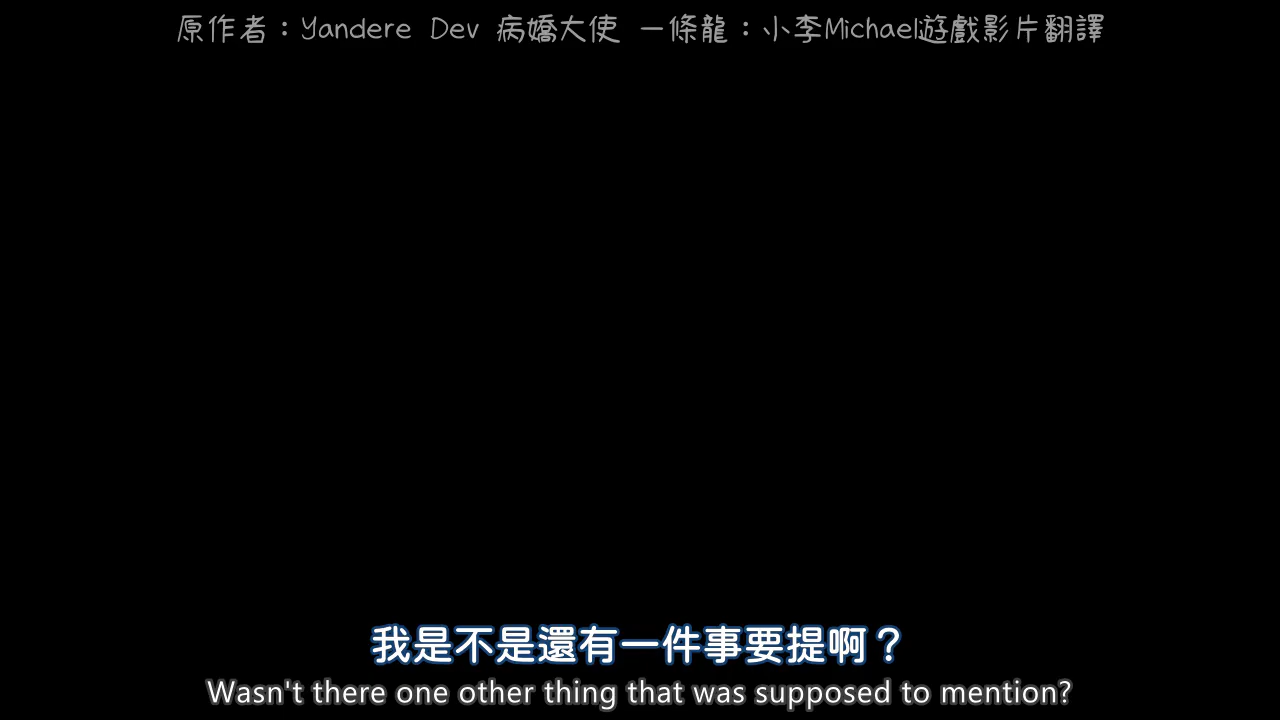 原作者：Yandere Dev 病嬌大使 一條龍：小李Michael遊戲影片翻譯
我是不是還有一件事要提啊？
Wasn't there one other thing that was supposed to mention?